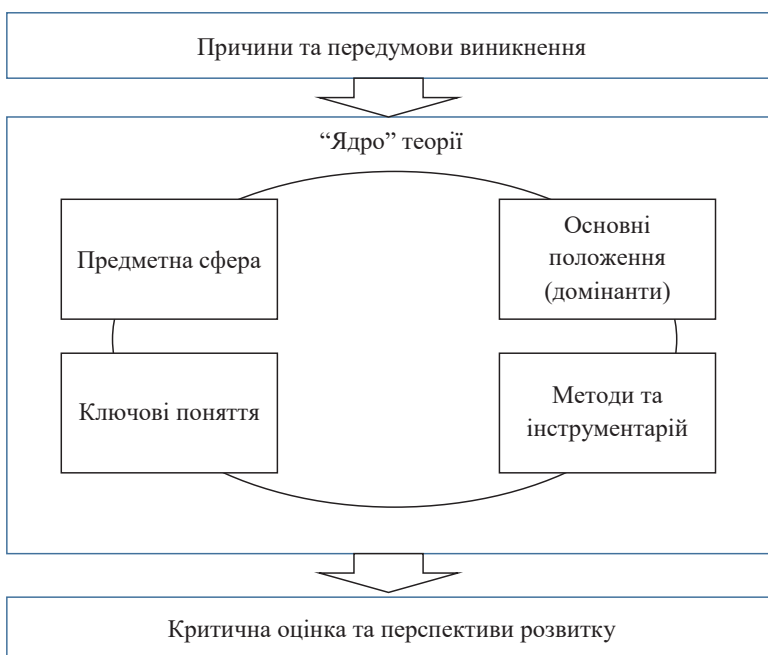 Причини та передумови виникнення
“Ядро” теорії
Предметна сфера
Основні
положення
(домінанти)
Ключові поняття
Методи та
інструментарій
Критична оцінка та перспективи розвитку